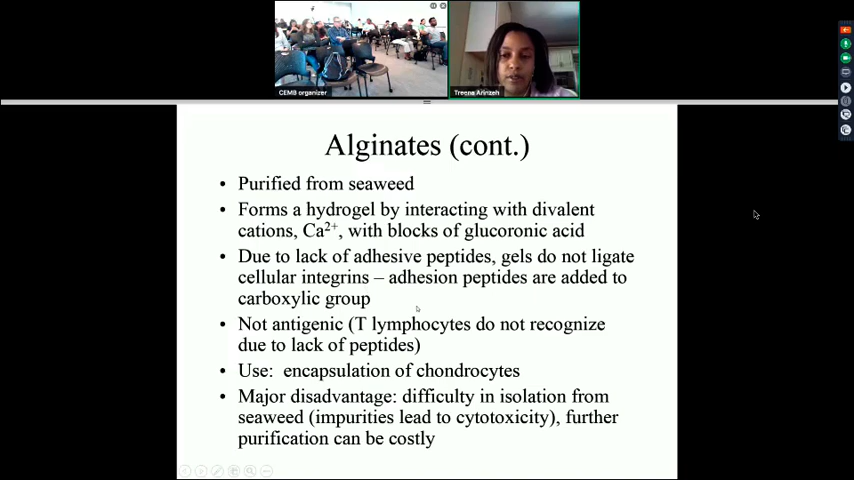 CEMB organizer
Treena Arinzeh
Alginates (cont.)
• Purified from seaweed
• Forms a hydrogel by interacting with divalent
cations, Ca²⁺, with blocks of glucoronic acid
• Due to lack of adhesive peptides, gels do not ligate
cellular integrins – adhesion peptides are added to
carboxylic group
• Not antigenic (T lymphocytes do not recognize
due to lack of peptides)
• Use: encapsulation of chondrocytes
• Major disadvantage: difficulty in isolation from
seaweed (impurities lead to cytotoxicity), further
purification can be costly